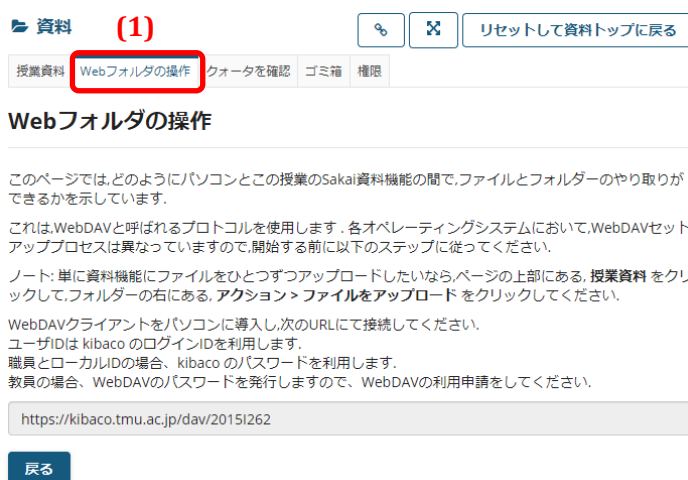 資料
(1)
リセットして資料トップに戻る
授業資料 Webフォルダの操作 クォータを確認 ゴミ箱 権限
Webフォルダの操作
このページでは,どのようにパソコンとこの授業のSakai資料機能の間で,ファイルとフォルダーのやり取りが
できるかを示しています.
これは,WebDAVと呼ばれるプロトコルを使用します . 各オペレーティングシステムにおいて,WebDAVセット
アッププロセスは異なっていますので,開始する前に以下のステップに従ってください.
ノート: 単に資料機能にファイルをひとつずつアップロードしたいなら,ページの上部にある, 授業資料 をクリ
ックして,フォルダーの右にある, アクション > ファイルをアップロード をクリックしてください.
WebDAVクライアントをパソコンに導入し,次のURLにて接続してください.
ユーザIDは kibaco のログインIDを利用します.
職員とローカルIDの場合、kibaco のパスワードを利用します.
教員の場合、WebDAVのパスワードを発行しますので、WebDAVの利用申請をしてください.
https://kibaco.tmu.ac.jp/dav/2015I262
戻る